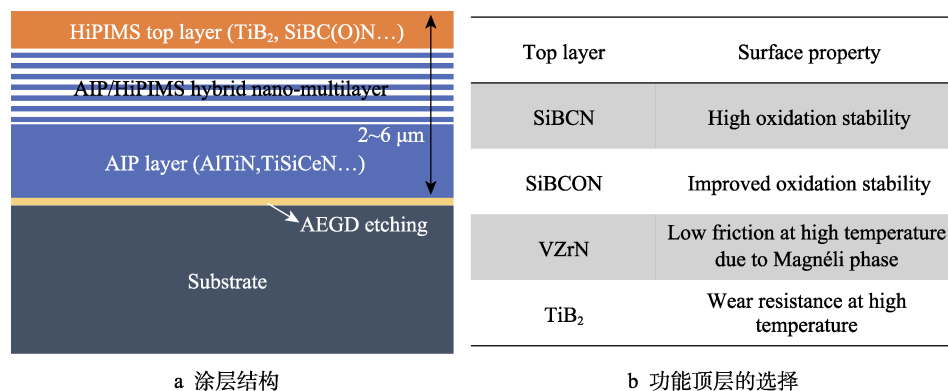 HiPIMS top layer (TiB₂, SiBC(O)N…)
AIP/HiPIMS hybrid nano-multilayer
2~6 μm
AIP layer (AlTiN,TiSiCeN…)
AEGD etching
Substrate
a 涂层结构
Top layer Surface property
SiBCN High oxidation stability
SiBCON Improved oxidation stability
VZrN Low friction at high temperature
due to Magnéli phase
TiB₂ Wear resistance at high
temperature
b 功能顶层的选择